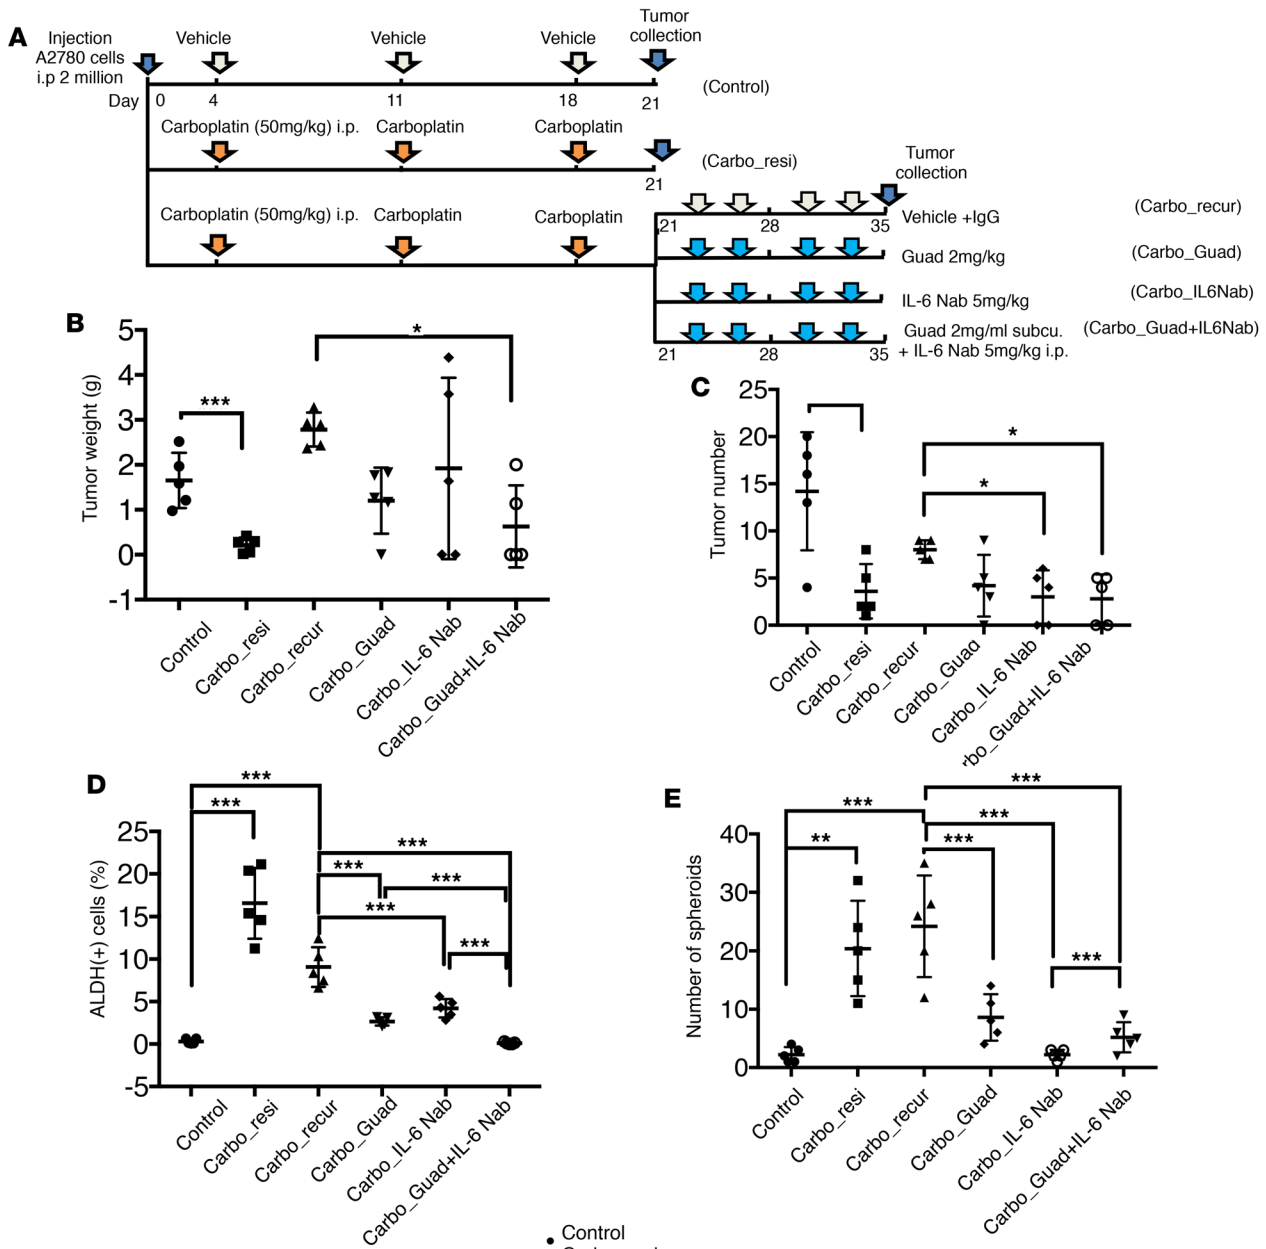 A
Injection
A2780 cells
i.p 2 million
Vehicle
Vehicle
Vehicle
Tumor
collection
Day 0 4 11 18 21
(Control)
Carboplatin (50mg/kg) i.p. Carboplatin Carboplatin
21
(Carbo_resi)
Tumor
collection
Carboplatin (50mg/kg) i.p. Carboplatin Carboplatin
21 28 35
Vehicle +IgG
(Carbo_recur)
Guad 2mg/kg
(Carbo_Guad)
IL-6 Nab 5mg/kg
(Carbo_IL6Nab)
21 28 35
Guad 2mg/ml subcu.
+ IL-6 Nab 5mg/kg i.p.
(Carbo_Guad+IL6Nab)
B
Tumor weight (g)
5
4
3
2
1
0
-1
***
*
Control
Carbo_resi
Carbo_recur
Carbo_Guad
Carbo_IL-6 Nab
Carbo_Guad+IL-6 Nab
C
Tumor number
25
20
15
10
5
0
*
*
Control
Carbo_resi
Carbo_recur
Carbo_Guad
Carbo_IL-6 Nab
rbo_Guad+IL-6 Nab
D
ALDH(+) cells (%)
25
20
15
10
5
0
-5
***
***
***
***
***
***
***
Control
Carbo_resi
Carbo_recur
Carbo_Guad
Carbo_IL-6 Nab
Carbo_Guad+IL-6 Nab
E
Number of spheroids
40
30
20
10
0
***
***
***
**
***
***
Control
Carbo_resi
Carbo_recur
Carbo_Guad
Carbo_IL-6 Nab
Carbo_Guad+IL-6 Nab
Control